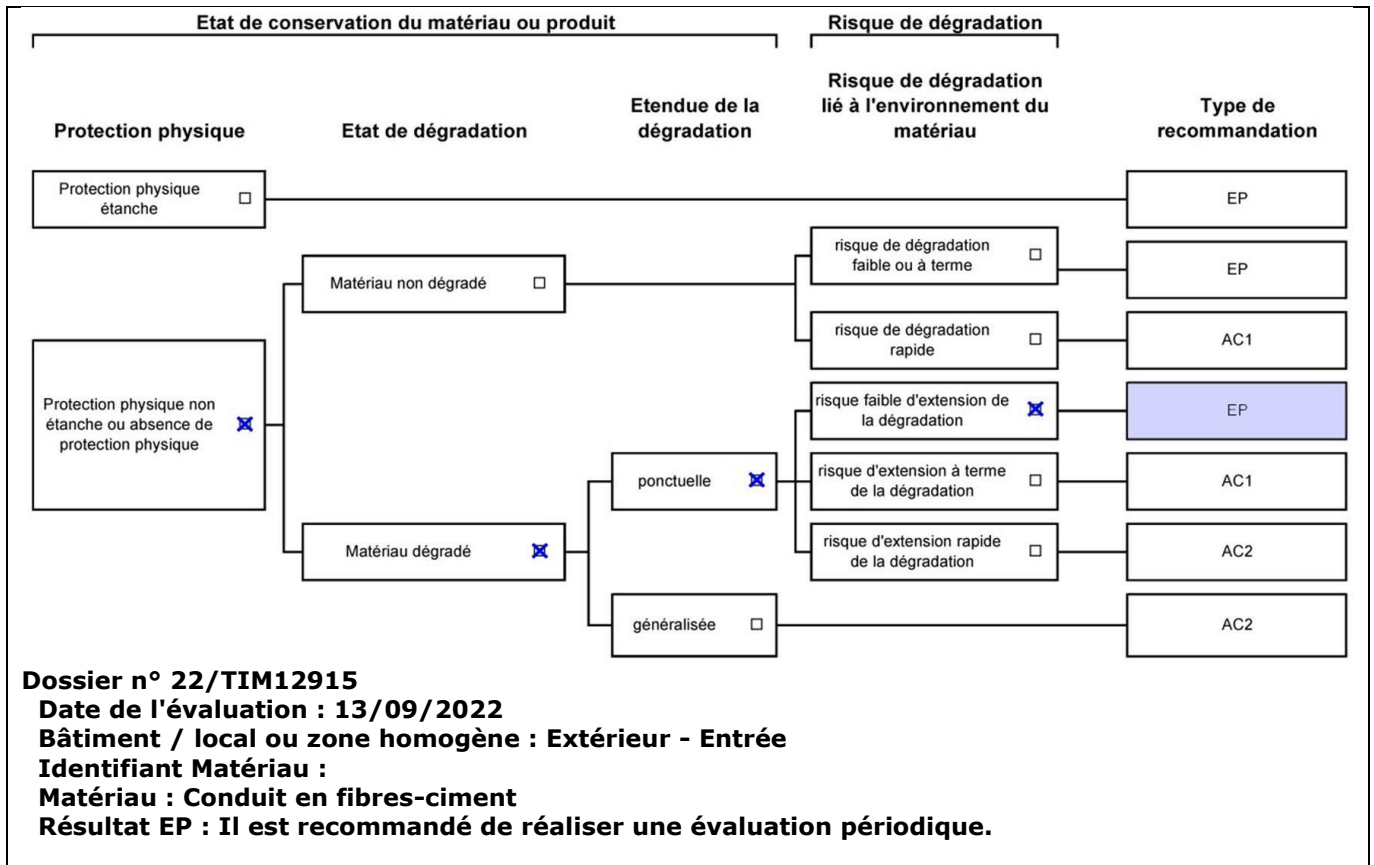 Etat de conservation du matériau ou produit
Risque de dégradation
Protection physique
Etat de dégradation
Etendue de la
dégradation
Risque de dégradation
lié à l'environnement du
matériau
Type de
recommandation
Protection physique
étanche
EP
risque de dégradation
faible ou à terme
EP
Matériau non dégradé
risque de dégradation
rapide
AC1
Protection physique non
étanche ou absence de
protection physique
risque faible d'extension de
la dégradation
EP
ponctuelle
risque d'extension à terme
de la dégradation
AC1
Matériau dégradé
risque d'extension rapide
de la dégradation
AC2
généralisée
AC2
Dossier n° 22/TIM12915
Date de l'évaluation : 13/09/2022
Bâtiment / local ou zone homogène : Extérieur - Entrée
Identifiant Matériau :
Matériau : Conduit en fibres-ciment
Résultat EP : Il est recommandé de réaliser une évaluation périodique.